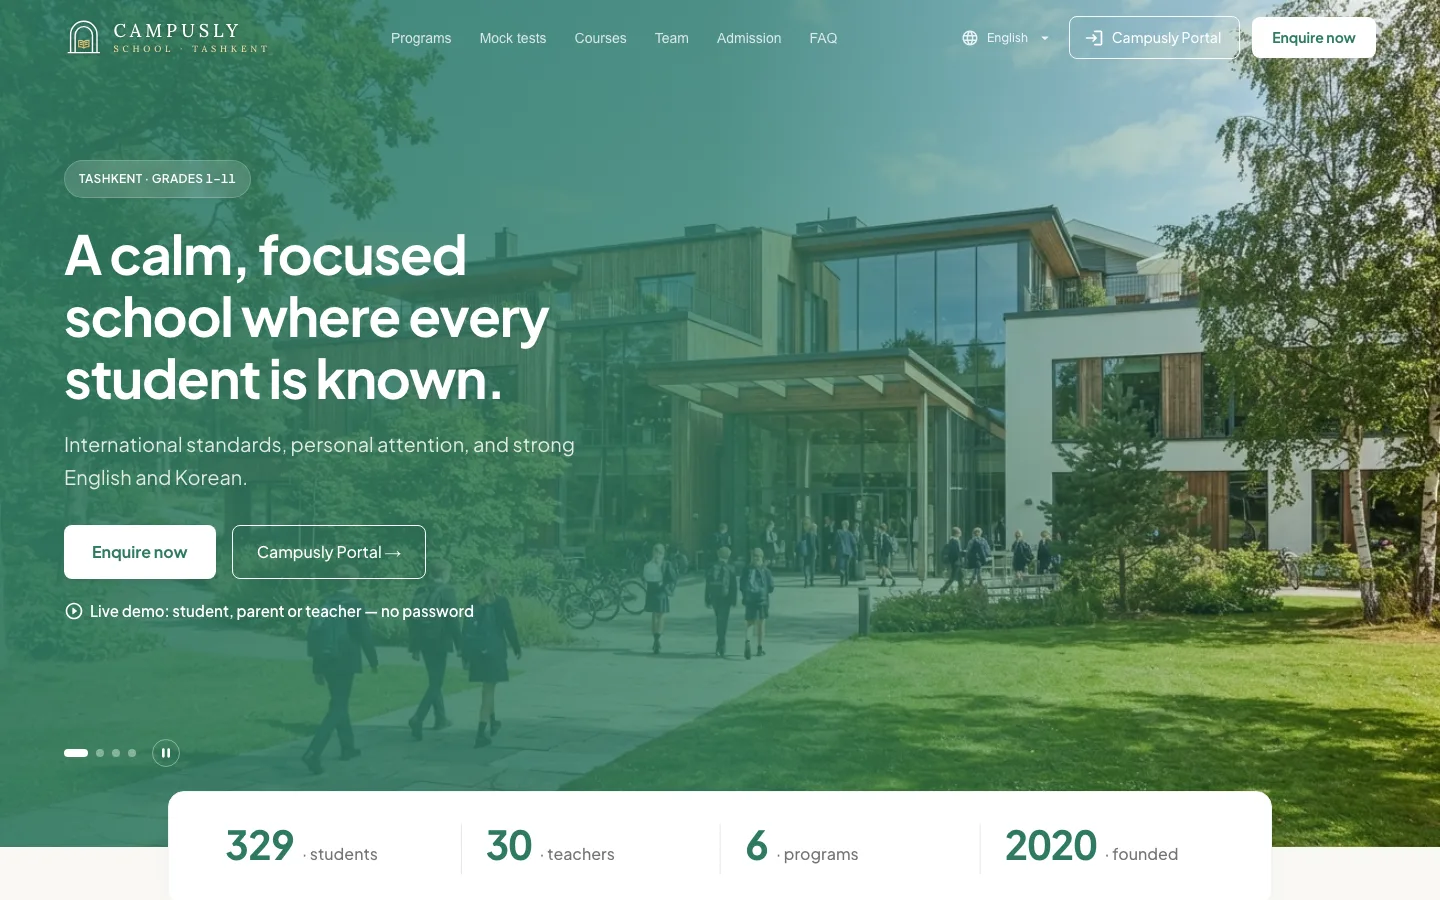 CAMPUSLY
SCHOOL · TASHKENT
Programs
Mock tests
Courses
Team
Admission
FAQ
English
Campusly Portal
Enquire now
TASHKENT · GRADES 1–11
A calm, focused
school where every
student is known.
International standards, personal attention, and strong
English and Korean.
Enquire now
Campusly Portal →
Live demo: student, parent or teacher — no password
329 · students
30 · teachers
6 · programs
2020 · founded